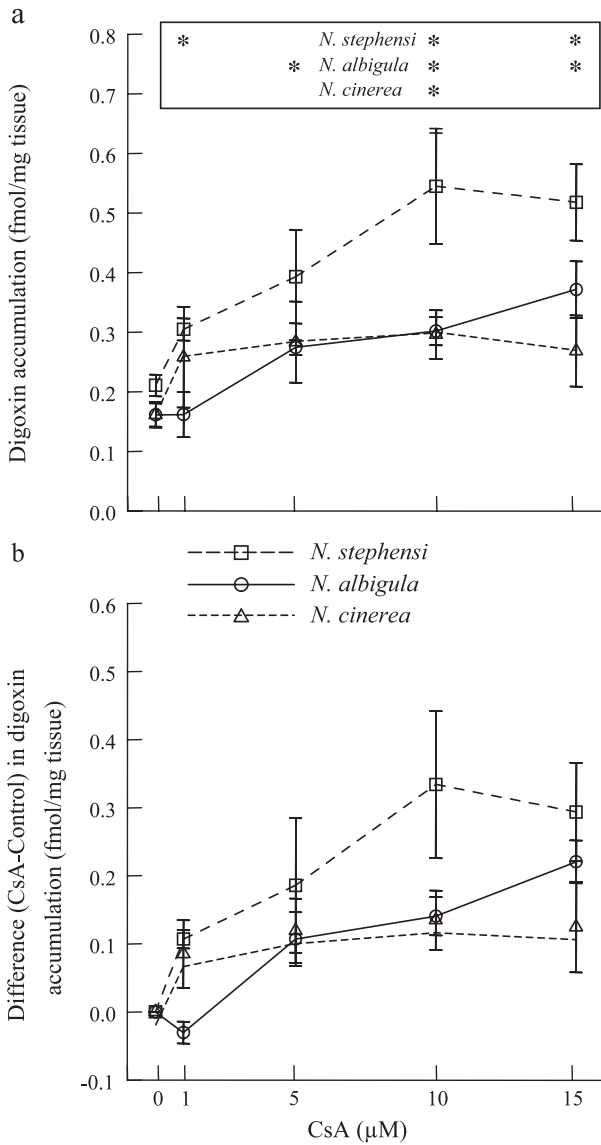 a
0.8
0.7
0.6
0.5
0.4
0.3
0.2
0.1
0.0
Digoxin accumulation (fmol/mg tissue)
* N. stephensi * *
* N. albigula * *
N. cinerea *
b
N. stephensi
N. albigula
N. cinerea
0.6
0.5
0.4
0.3
0.2
0.1
0.0
-0.1
Difference (CsA-Control) in digoxin
accumulation (fmol/mg tissue)
0 1 5 10 15
CsA (µM)